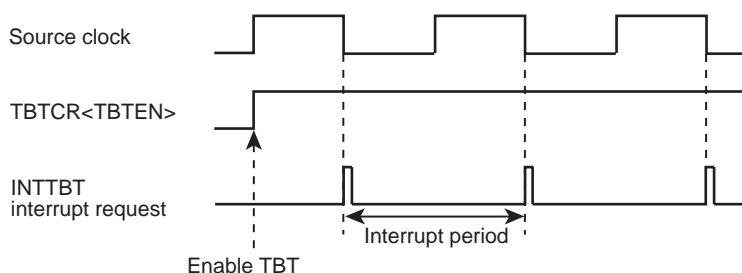 Source clock
TBTCR<TBTEN>
INTTBT
interrupt request
Interrupt period
Enable TBT